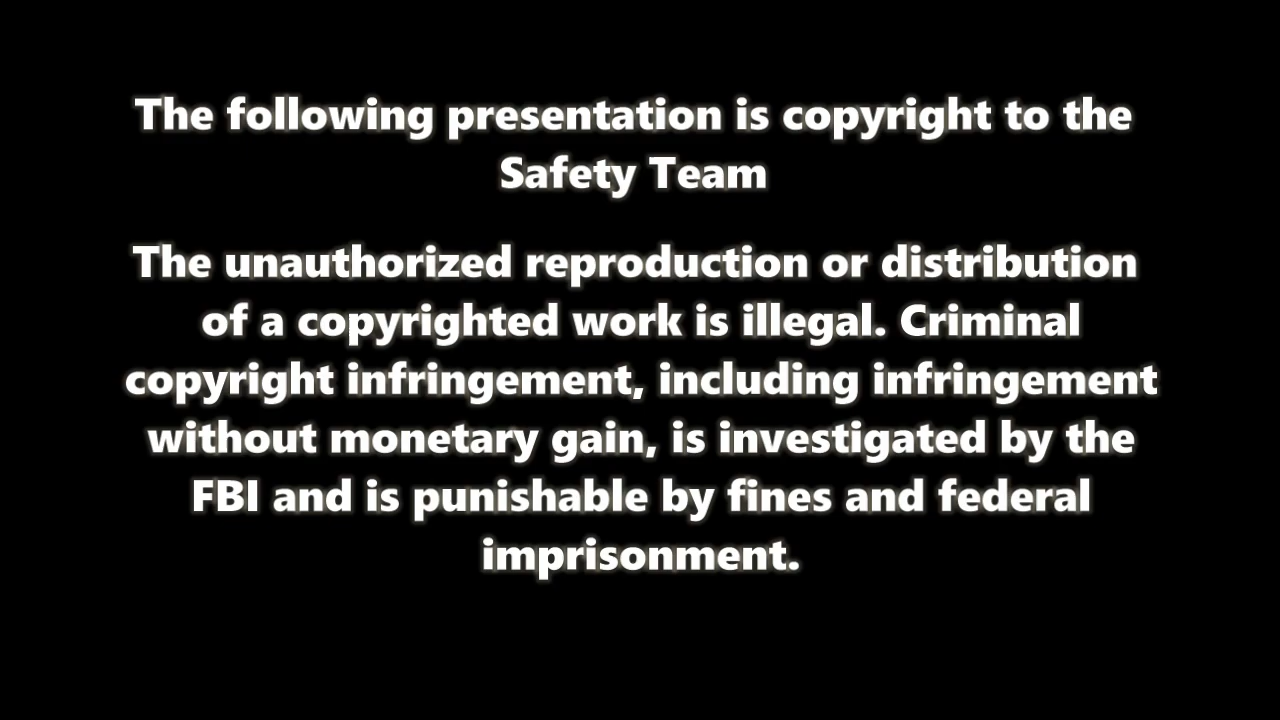 The following presentation is copyright to the
Safety Team
The unauthorized reproduction or distribution
of a copyrighted work is illegal. Criminal
copyright infringement, including infringement
without monetary gain, is investigated by the
FBI and is punishable by fines and federal
imprisonment.